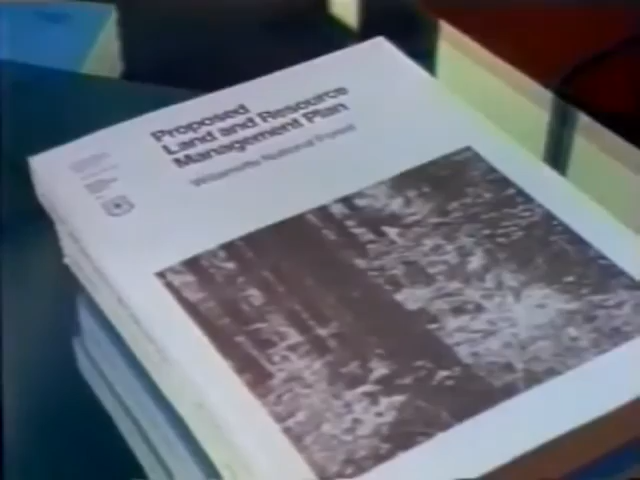 Proposed
Land and Resource
Management Plan
Willamette National Forest